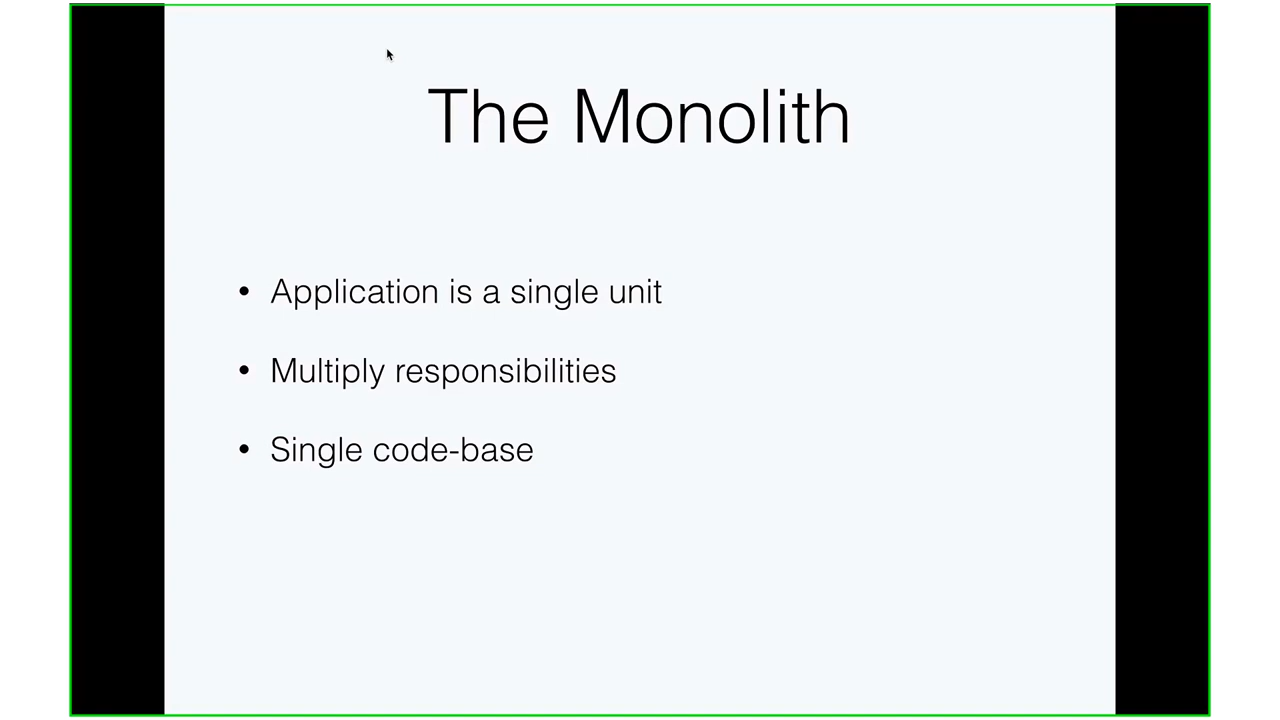 The Monolith
• Application is a single unit
• Multiply responsibilities
• Single code-base